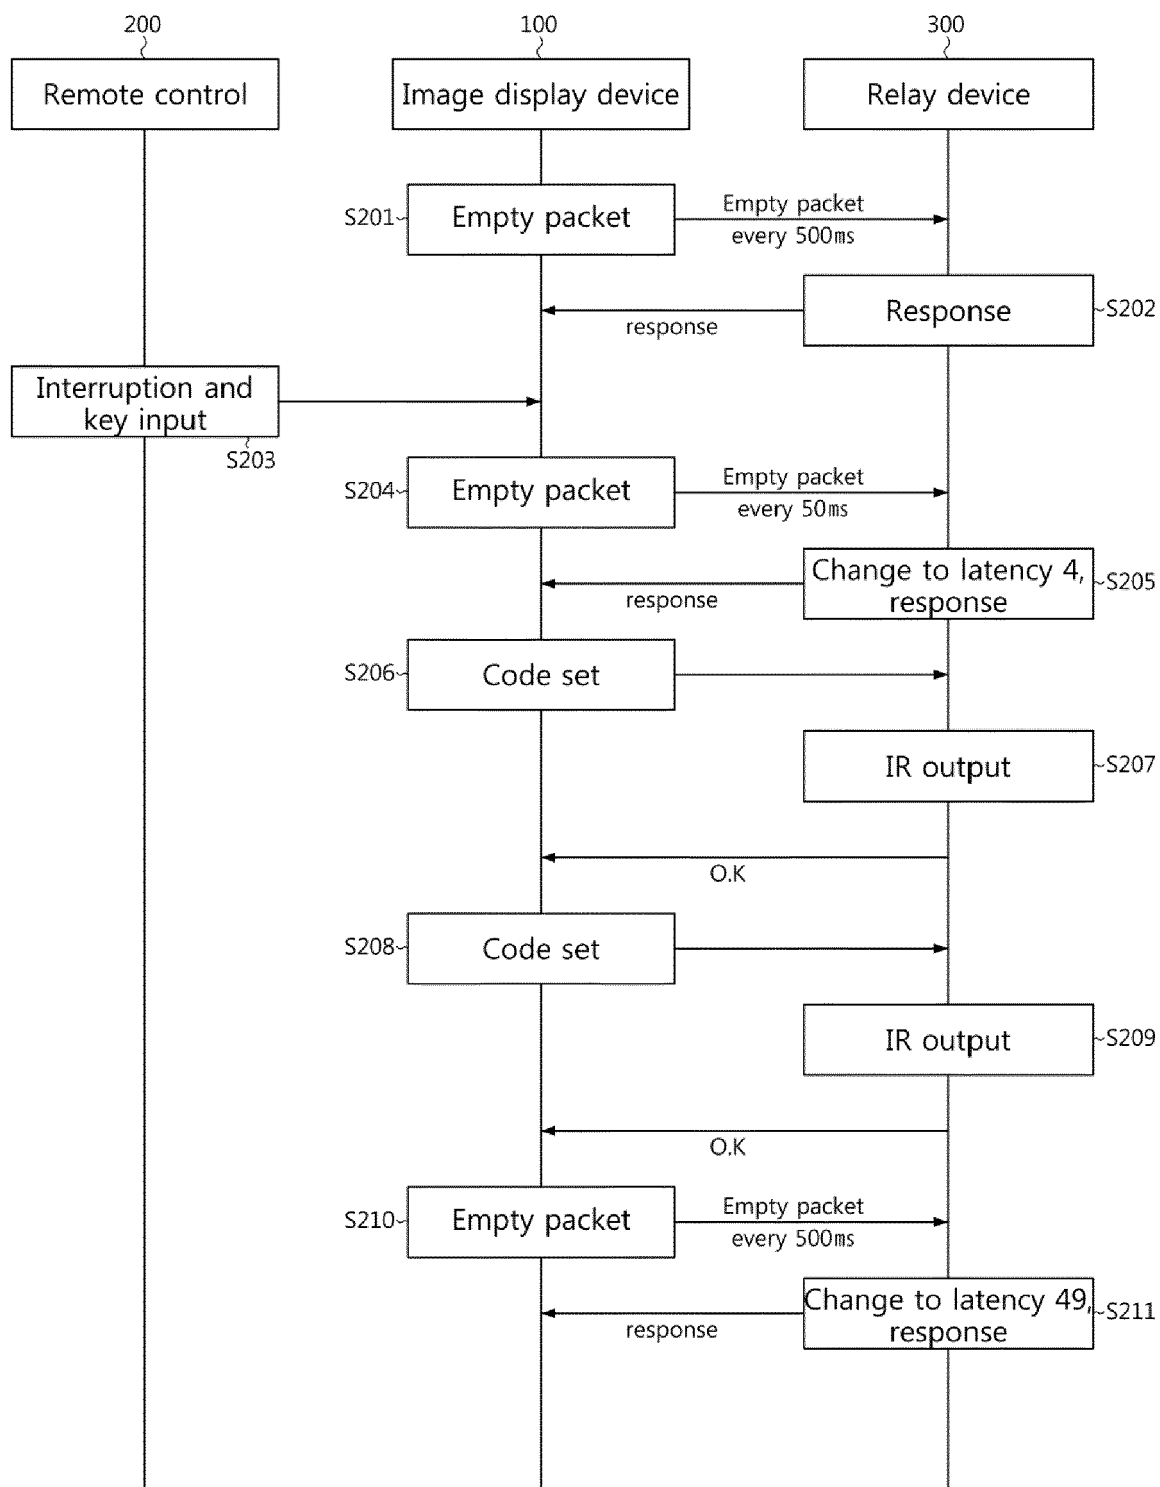 200
100
300
Remote control
Image display device
Relay device
S201
Empty packet
Empty packet
every 500ms
Response
S202
response
Interruption and
key input
S203
S204
Empty packet
Empty packet
every 50ms
Change to latency 4,
response
S205
response
S206
Code set
IR output
S207
O.K
S208
Code set
IR output
S209
O.K
S210
Empty packet
Empty packet
every 500ms
Change to latency 49,
response
S211
response